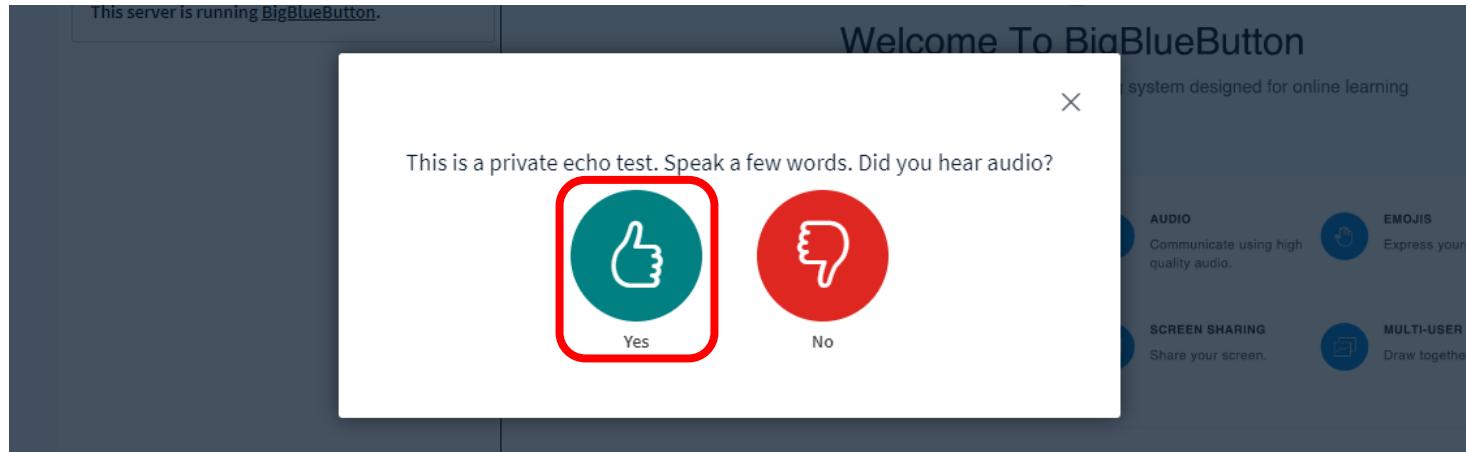 This server is running BigBlueButton.
Welcome To BigBlueButton
system designed for online learning
This is a private echo test. Speak a few words. Did you hear audio?
Yes
No
AUDIO
Communicate using high
quality audio.
EMOJIS
Express your
SCREEN SHARING
Share your screen.
MULTI-USER
Draw togethe